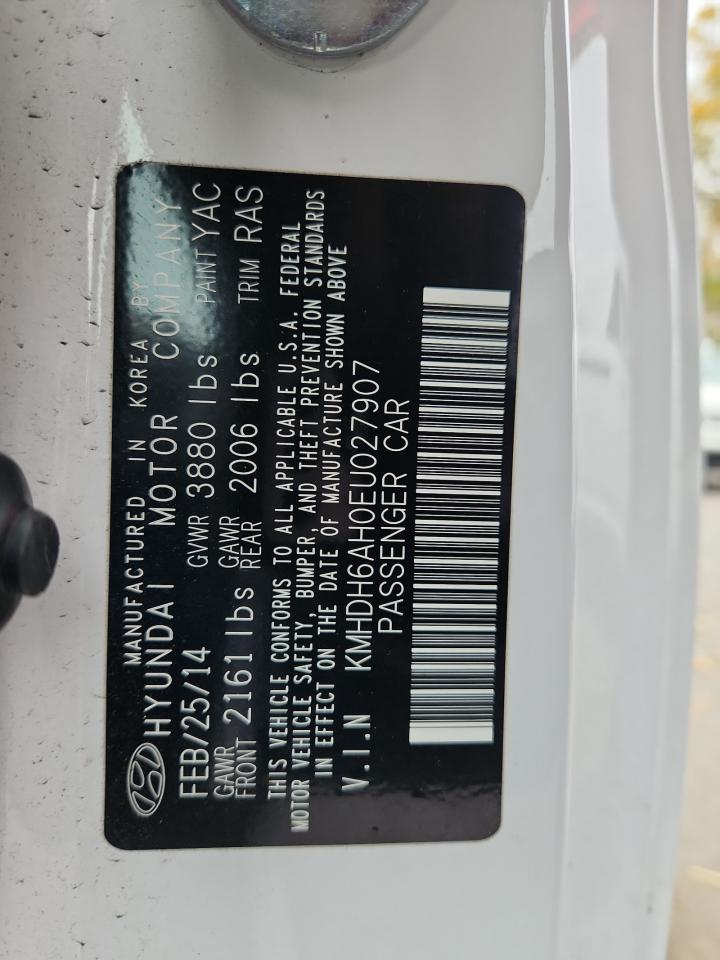 MANUFACTURED IN KOREA BY
HYUNDAI MOTOR COMPANY
FEB/25/14 GVWR 3880 lbs PAINT YAC
GAWR FRONT 2161 lbs GAWR REAR 2006 lbs TRIM RAS
THIS VEHICLE CONFORMS TO ALL APPLICABLE U.S.A. FEDERAL
MOTOR VEHICLE SAFETY, BUMPER, AND THEFT PREVENTION STANDARDS
IN EFFECT ON THE DATE OF MANUFACTURE SHOWN ABOVE
V.I.N KMHDH6AH0EU027907
PASSENGER CAR